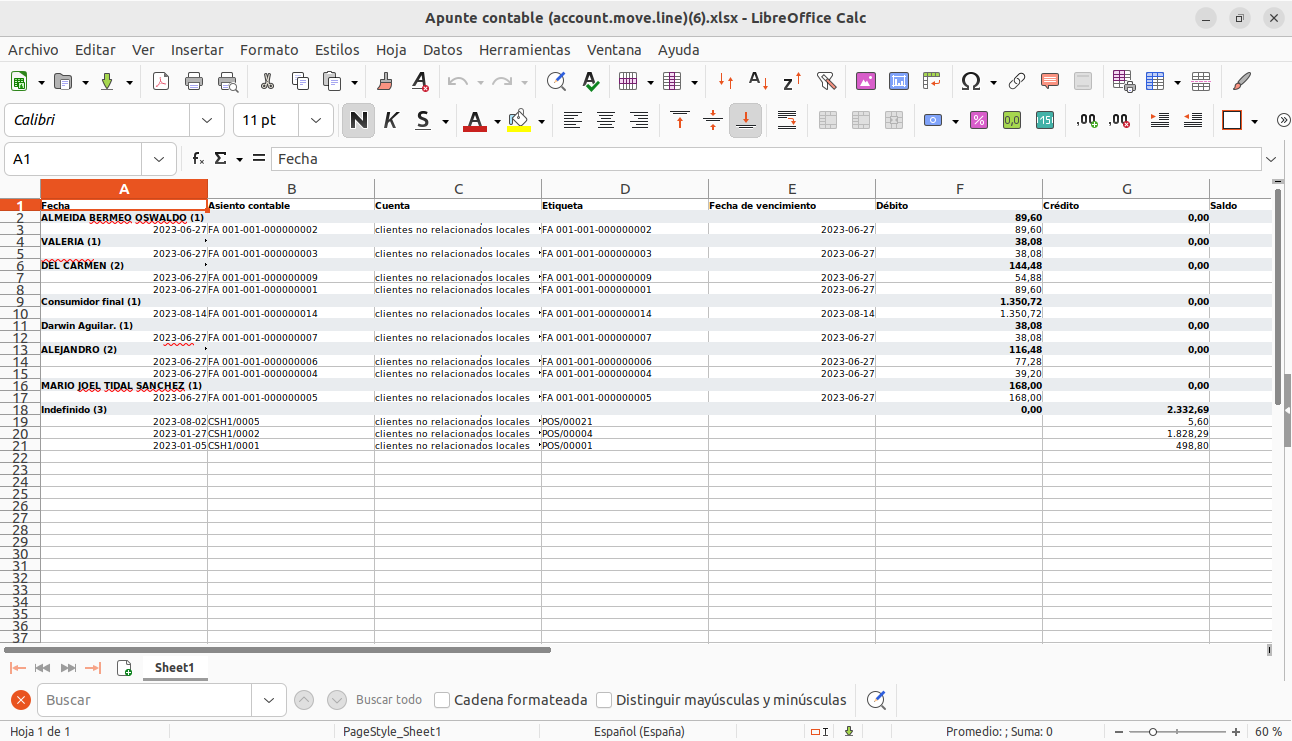 Apunte contable (account.move.line)(6).xlsx - LibreOffice Calc
Archivo Editar Ver Insertar Formato Estilos Hoja Datos Herramientas Ventana Ayuda
Calibri 11 pt N K S
A1 Fecha
A B C D E F G
1 Fecha Asiento contable Cuenta Etiqueta Fecha de vencimiento Débito Crédito Saldo
2 ALMEIDA BERMEO OSWALDO (1) 89,60 0,00
3 2023-06-27 FA 001-001-000000002 clientes no relacionados locales FA 001-001-000000002 2023-06-27 89,60
4 VALERIA (1) 38,08 0,00
5 2023-06-27 FA 001-001-000000003 clientes no relacionados locales FA 001-001-000000003 2023-06-27 38,08
6 DEL CARMEN (2) 144,48 0,00
7 2023-06-27 FA 001-001-000000009 clientes no relacionados locales FA 001-001-000000009 2023-06-27 54,88
8 2023-06-27 FA 001-001-000000001 clientes no relacionados locales FA 001-001-000000001 2023-06-27 89,60
9 Consumidor final (1) 1.350,72 0,00
10 2023-08-14 FA 001-001-000000014 clientes no relacionados locales FA 001-001-000000014 2023-08-14 1.350,72
11 Darwin Aguilar. (1) 38,08 0,00
12 2023-06-27 FA 001-001-000000007 clientes no relacionados locales FA 001-001-000000007 2023-06-27 38,08
13 ALEJANDRO (2) 116,48 0,00
14 2023-06-27 FA 001-001-000000006 clientes no relacionados locales FA 001-001-000000006 2023-06-27 77,28
15 2023-06-27 FA 001-001-000000004 clientes no relacionados locales FA 001-001-000000004 2023-06-27 39,20
16 MARIO JOEL TIDAL SANCHEZ (1) 168,00 0,00
17 2023-06-27 FA 001-001-000000005 clientes no relacionados locales FA 001-001-000000005 2023-06-27 168,00
18 Indefinido (3) 0,00 2.332,69
19 2023-08-02 CSH1/0005 clientes no relacionados locales POS/00021 5,60
20 2023-01-27 CSH1/0002 clientes no relacionados locales POS/00004 1.828,29
21 2023-01-05 CSH1/0001 clientes no relacionados locales POS/00001 498,80
22
23
24
25
26
27
28
29
30
31
32
33
34
35
36
37
Sheet1
Buscar Buscar todo Cadena formateada Distinguir mayúsculas y minúsculas
Hoja 1 de 1 PageStyle_Sheet1 Español (España) Promedio: ; Suma: 0 60 %